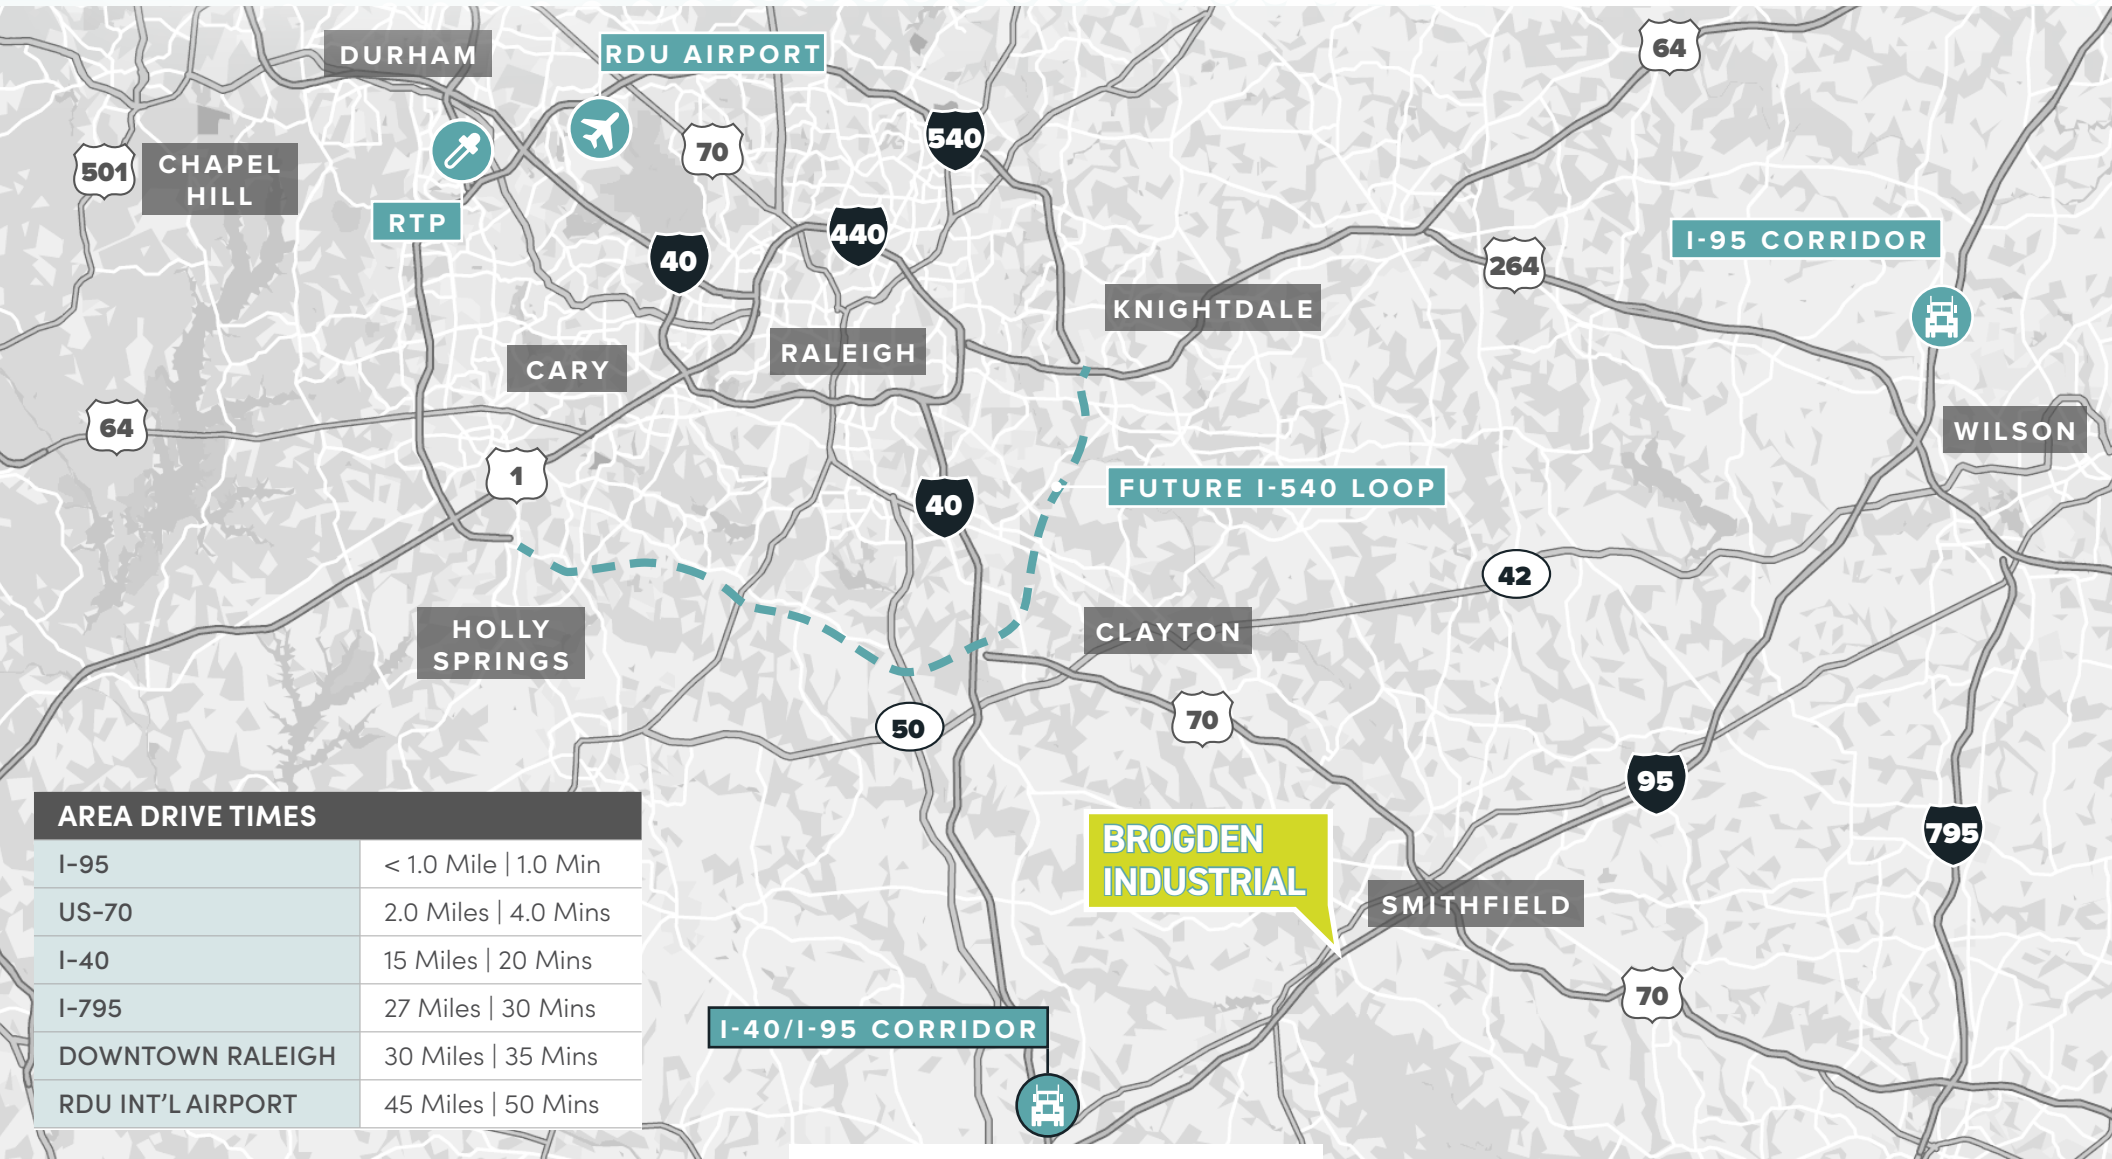 DURHAM
RDU AIRPORT
64
540
70
501
CHAPEL
HILL
RTP
440
40
I-95 CORRIDOR
264
KNIGHTDALE
RALEIGH
CARY
64
WILSON
1
FUTURE I-540 LOOP
40
42
HOLLY
SPRINGS
CLAYTON
50
70
95
795
BROGDEN
INDUSTRIAL
SMITHFIELD
70
I-40/I-95 CORRIDOR
AREA DRIVE TIMES
I-95 < 1.0 Mile | 1.0 Min
US-70 2.0 Miles | 4.0 Mins
I-40 15 Miles | 20 Mins
I-795 27 Miles | 30 Mins
DOWNTOWN RALEIGH 30 Miles | 35 Mins
RDU INT'L AIRPORT 45 Miles | 50 Mins